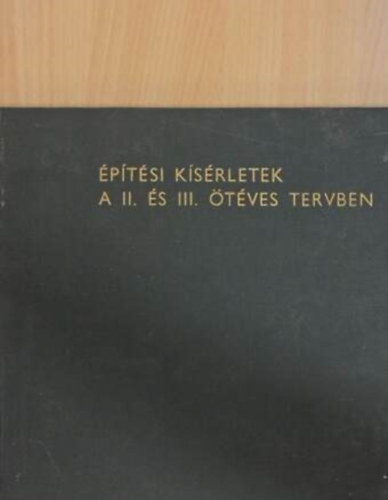 ÉPÍTÉSI KÍSÉRLETEK
A II. ÉS III. ÖTÉVES TERVBEN